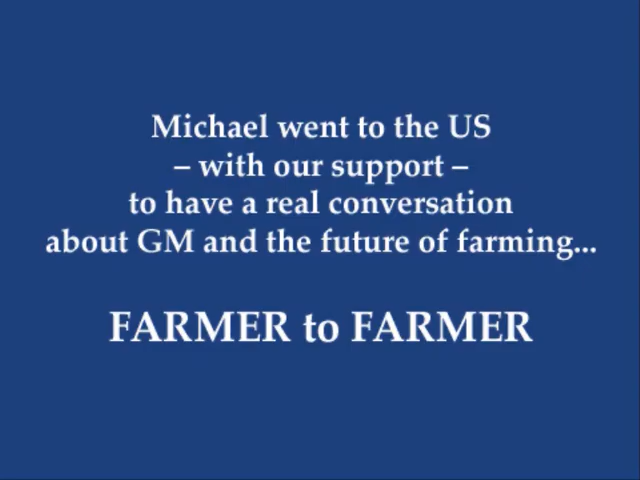 Michael went to the US
– with our support –
to have a real conversation
about GM and the future of farming...
FARMER to FARMER